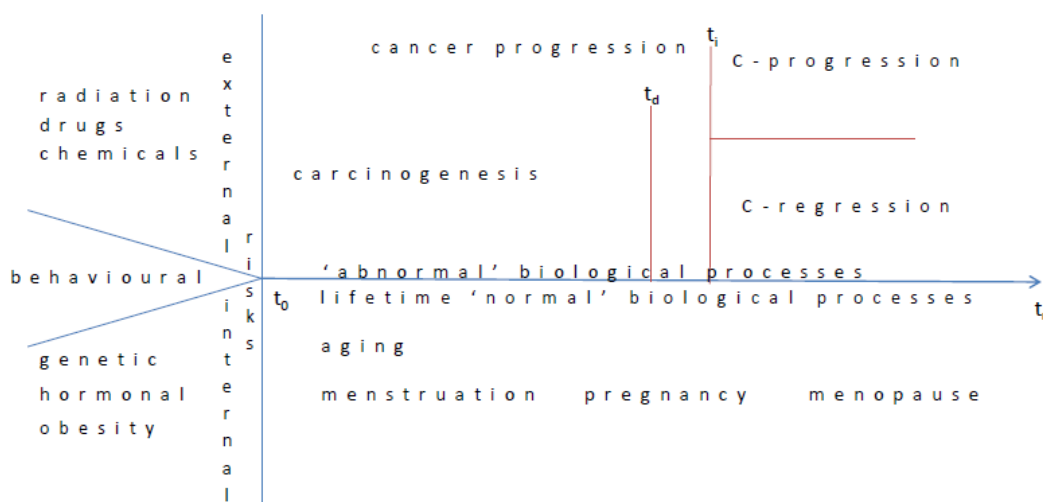 cancer progression
t_i
C-progression
radiation
drugs
chemicals
t_d
external
carcinogenesis
C-regression
risks
behavioural
'abnormal' biological processes
t_0
lifetime 'normal' biological processes
internal
genetic
hormonal
obesity
aging
menstruation pregnancy menopause